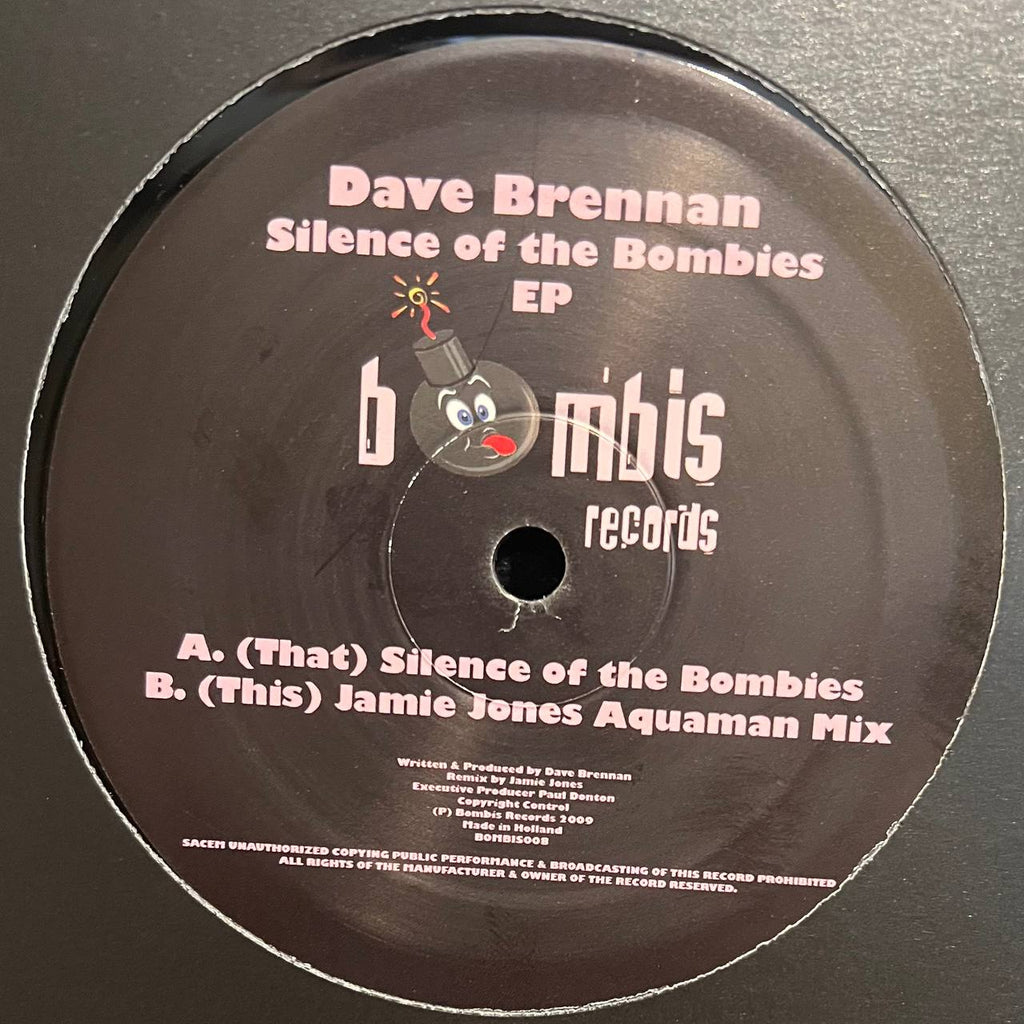 Dave Brennan
Silence of the Bombies
EP
bombis
records
A. (That) Silence of the Bombies
B. (This) Jamie Jones Aquaman Mix
Written & Produced by Dave Brennan
Remix by Jamie Jones
Executive Producer Paul Donton
Copyright Control
(P) Bombis Records 2009
Made in Holland
BOMBIS008
SACEM UNAUTHORIZED COPYING PUBLIC PERFORMANCE & BROADCASTING OF THIS RECORD PROHIBITED
ALL RIGHTS OF THE MANUFACTURER & OWNER OF THE RECORD RESERVED.